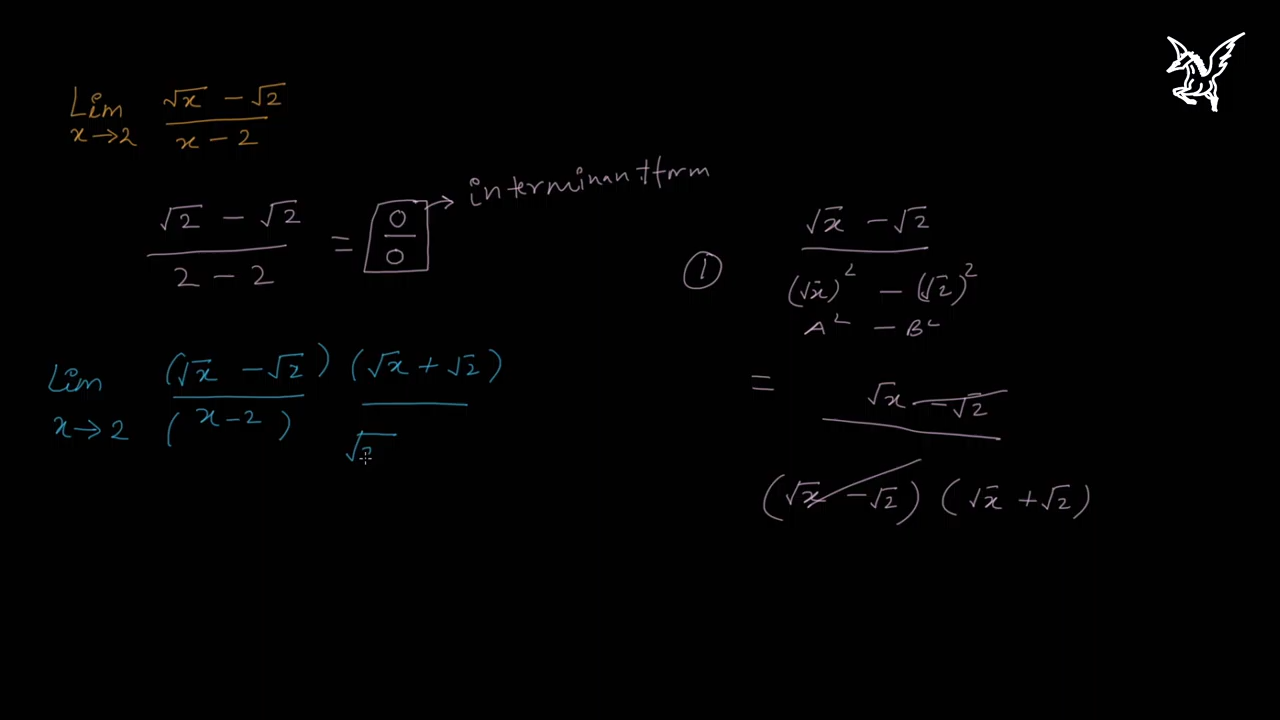 Lim x→2 (√x − √2)/(x − 2)
(√2 − √2)/(2 − 2) = 0/0 → interminant form
Lim x→2 (√x − √2)/(x − 2) (√x + √2)/√
① (√x − √2)/((√x)² − (√2)²)
A² − B²
= (√x − √2)/((√x − √2)(√x + √2))